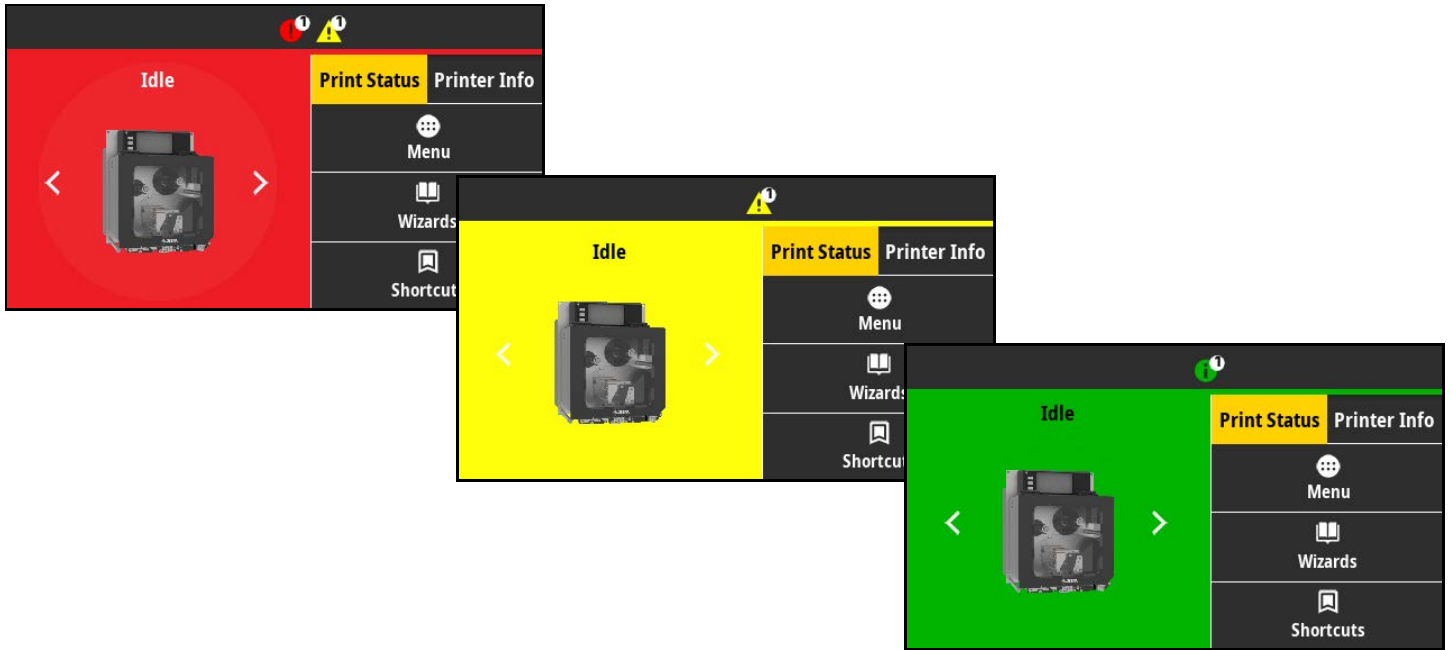 1 1
Idle
Print Status Printer Info
Menu
Wizards
Shortcut
1
Idle
Print Status Printer Info
Menu
Wizards
Shortcu
1
Idle
Print Status Printer Info
Menu
Wizards
Shortcuts